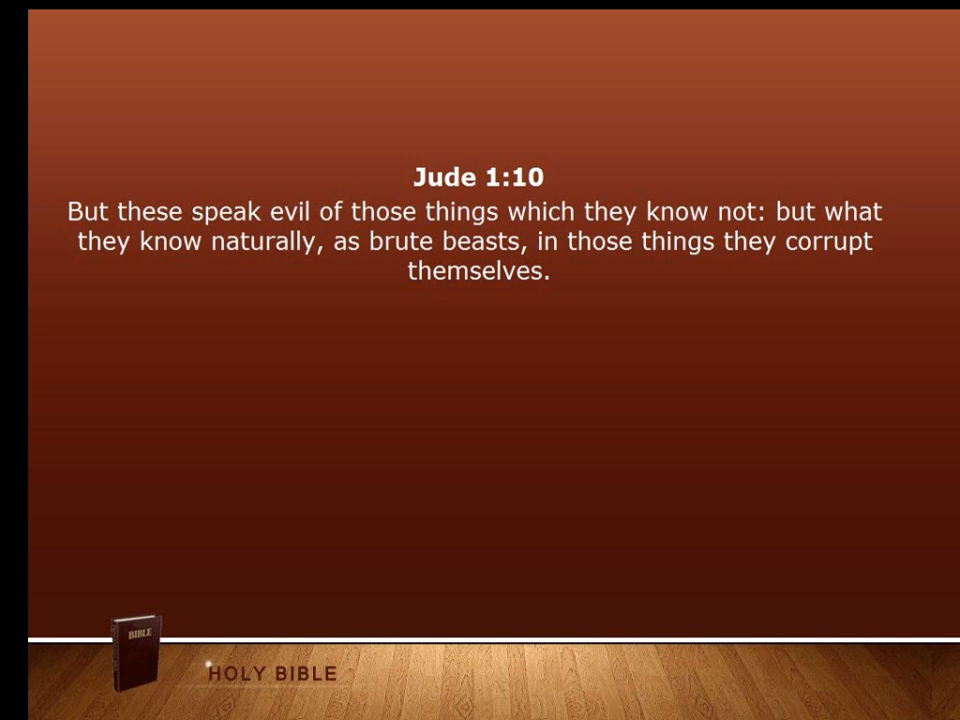 Jude 1:10
But these speak evil of those things which they know not: but what
they know naturally, as brute beasts, in those things they corrupt
themselves.
BIBLE
HOLY BIBLE